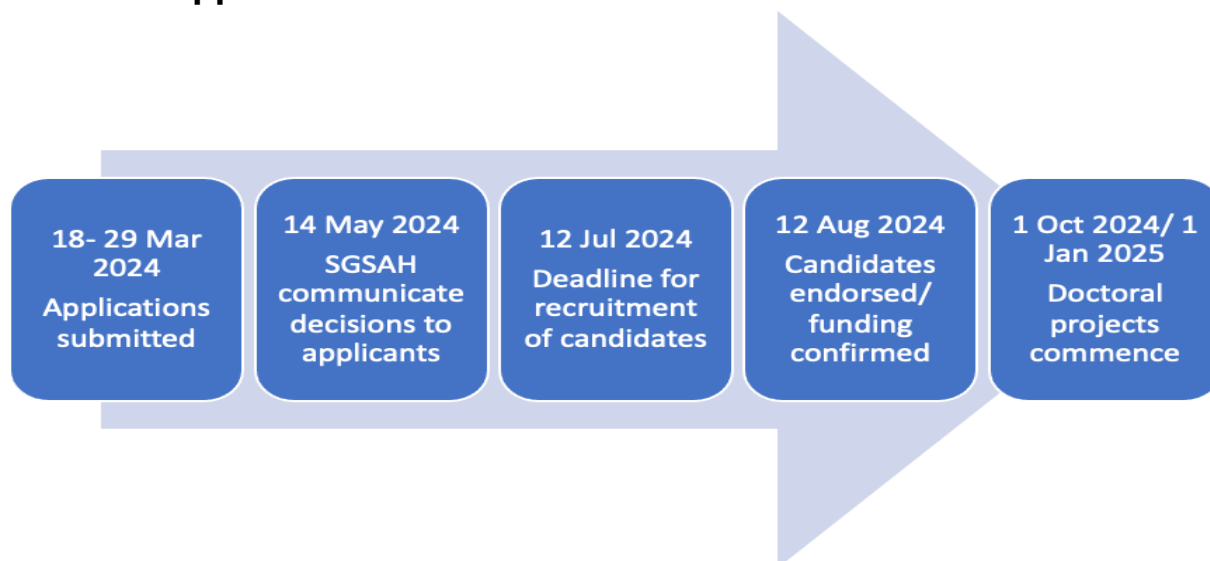 18- 29 Mar
2024
Applications
submitted
14 May 2024
SGSAH
communicate
decisions to
applicants
12 Jul 2024
Deadline for
recruitment
of candidates
12 Aug 2024
Candidates
endorsed/
funding
confirmed
1 Oct 2024/ 1
Jan 2025
Doctoral
projects
commence